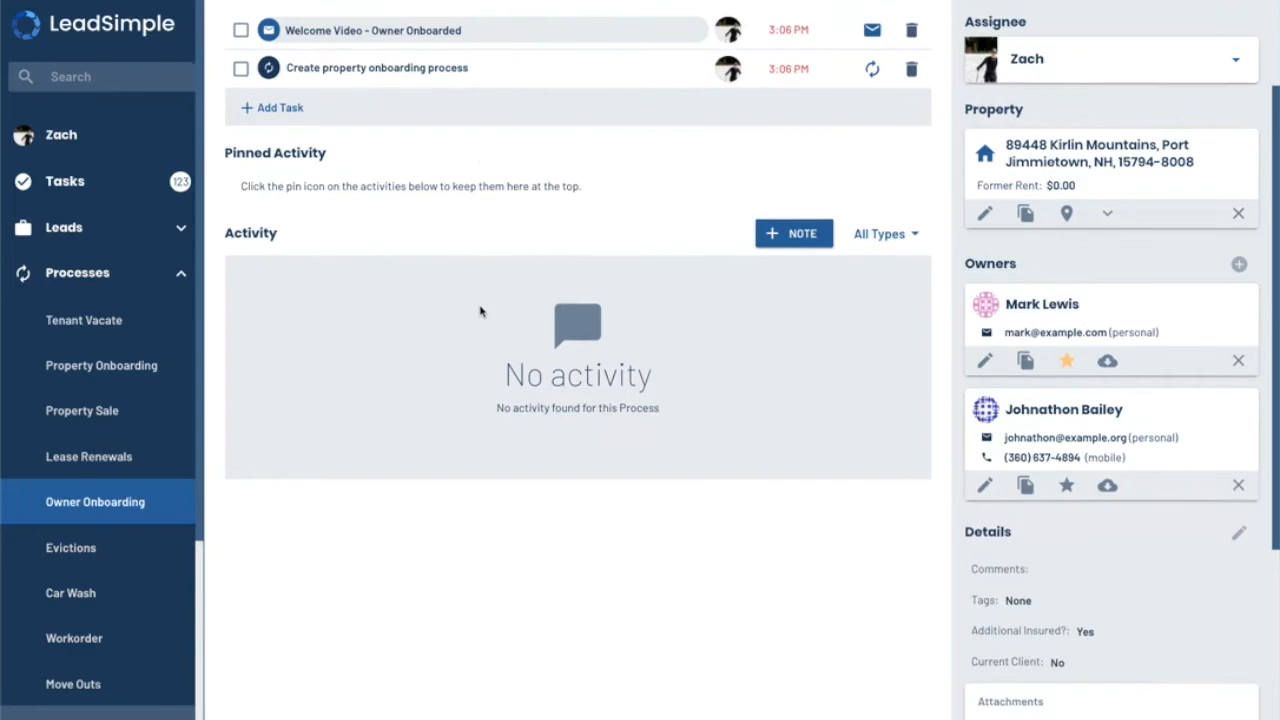 LeadSimple
Search
Zach
Tasks 123
Leads
Processes
Tenant Vacate
Property Onboarding
Property Sale
Lease Renewals
Owner Onboarding
Evictions
Car Wash
Workorder
Move Outs
Welcome Video - Owner Onboarded 3:06 PM
Create property onboarding process 3:06 PM
+ Add Task
Pinned Activity
Click the pin icon on the activities below to keep them here at the top.
Activity
+ NOTE All Types
No activity
No activity found for this Process
Assignee
Zach
Property
89448 Kirlin Mountains, Port
Jimmietown, NH, 15794-8008
Former Rent: $0.00
Owners
Mark Lewis
mark@example.com (personal)
Johnathon Bailey
johnathon@example.org (personal)
(360) 637-4894 (mobile)
Details
Comments:
Tags: None
Additional Insured?: Yes
Current Client: No
Attachments